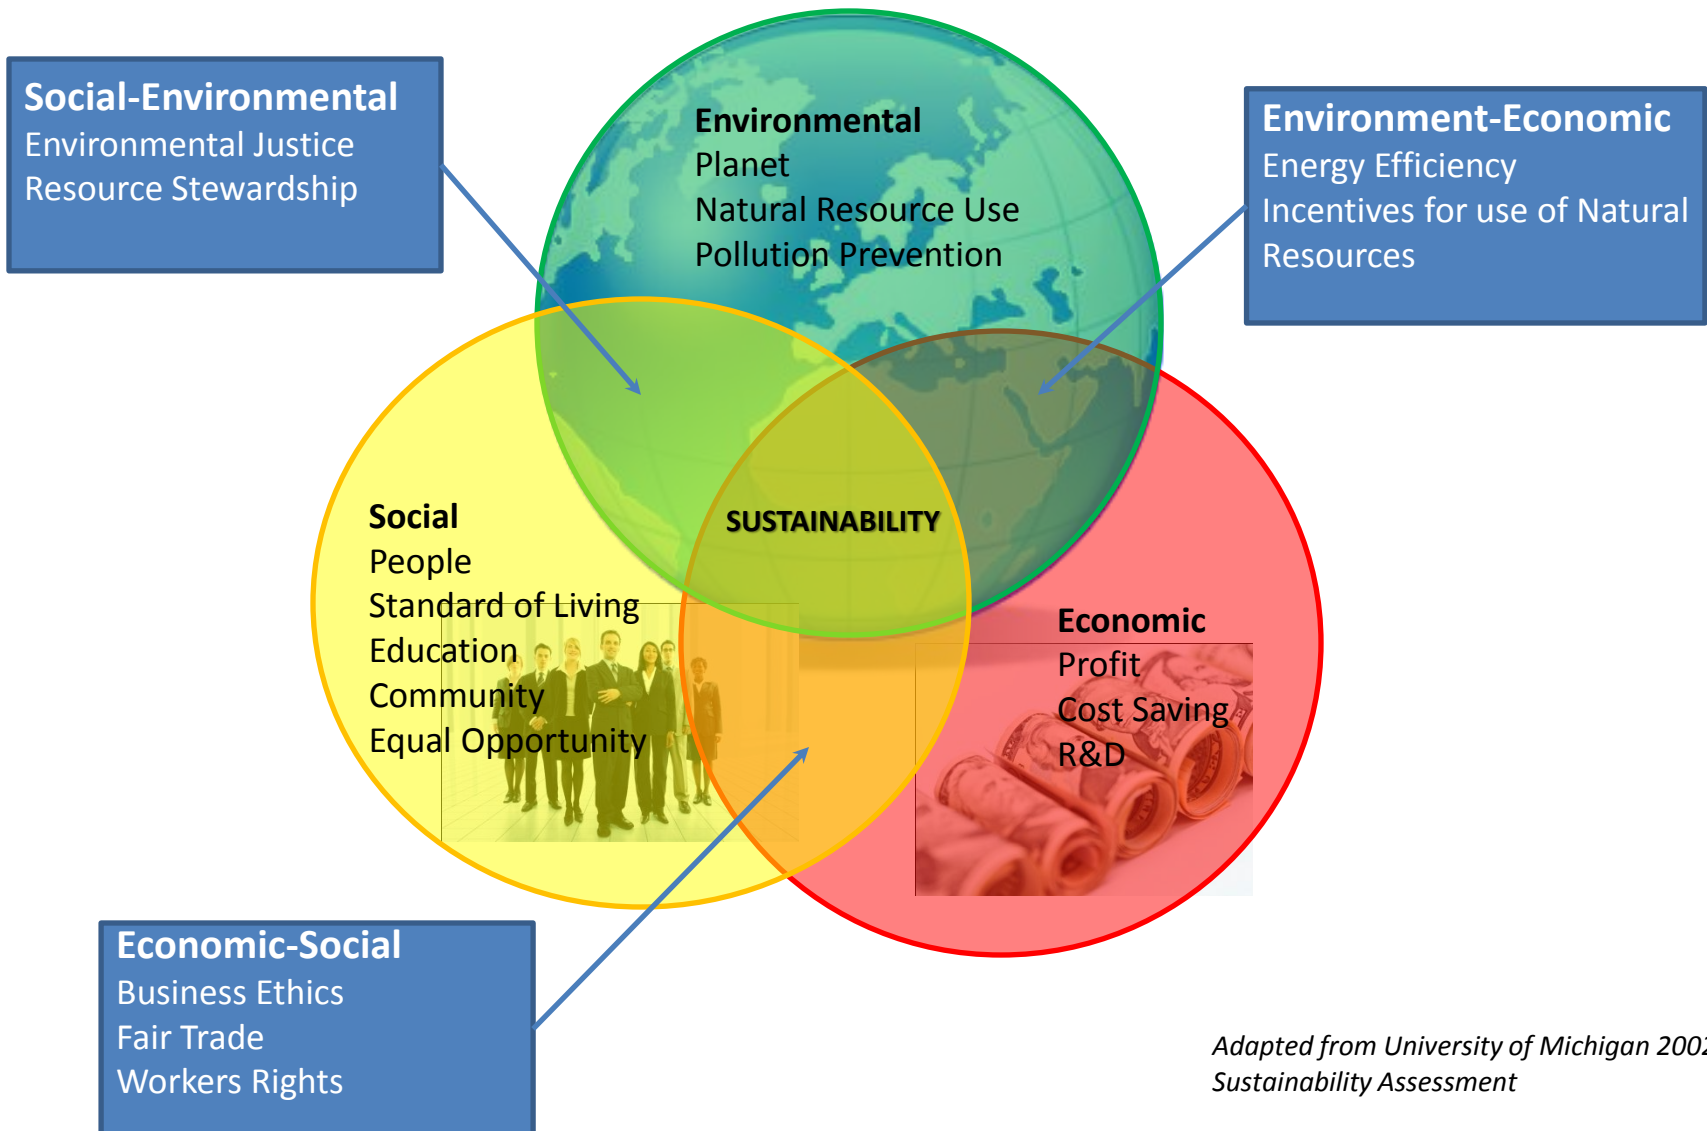 Social-Environmental
Environmental Justice
Resource Stewardship
Environmental
Planet
Natural Resource Use
Pollution Prevention
Environment-Economic
Energy Efficiency
Incentives for use of Natural
Resources
Social
People
Standard of Living
Education
Community
Equal Opportunity
SUSTAINABILITY
Economic
Profit
Cost Saving
R&D
Economic-Social
Business Ethics
Fair Trade
Workers Rights
Adapted from University of Michigan 2002
Sustainability Assessment